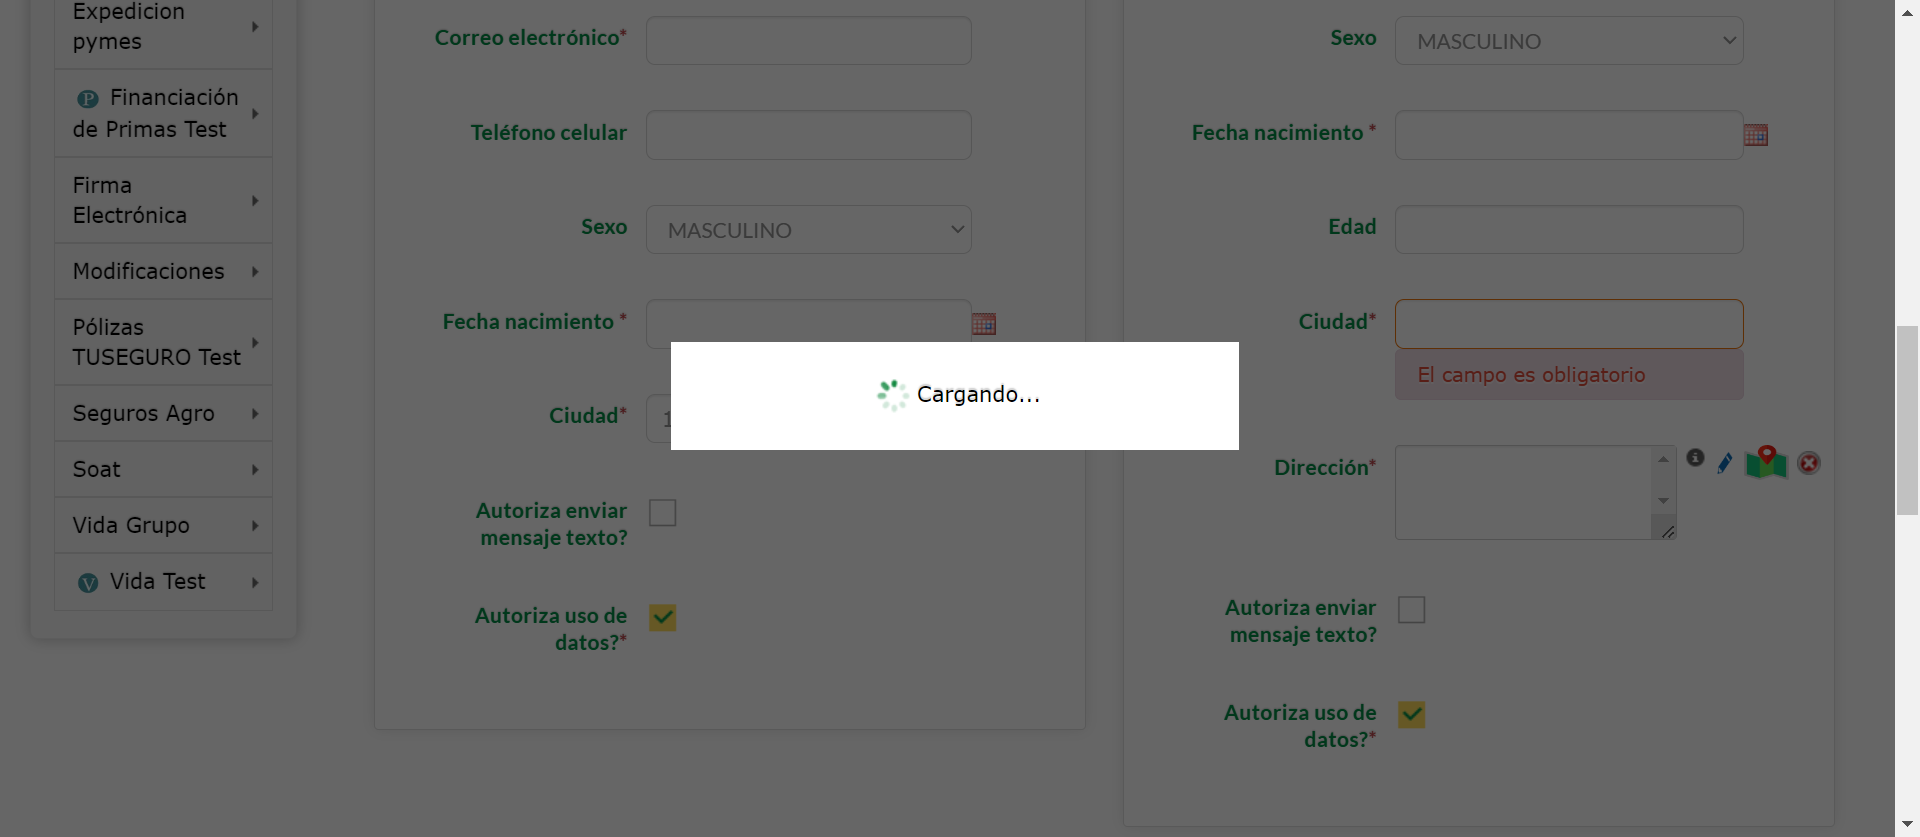 Expedicion
pymes
P Financiación
de Primas Test
Firma
Electrónica
Modificaciones
Pólizas
TUSEGURO Test
Seguros Agro
Soat
Vida Grupo
V Vida Test
Correo electrónico*
Teléfono celular
Sexo MASCULINO
Fecha nacimiento *
Ciudad* 1
Autoriza enviar
mensaje texto?
Autoriza uso de
datos?*
Cargando...
Sexo MASCULINO
Fecha nacimiento *
Edad
Ciudad*
El campo es obligatorio
Dirección*
Autoriza enviar
mensaje texto?
Autoriza uso de
datos?*